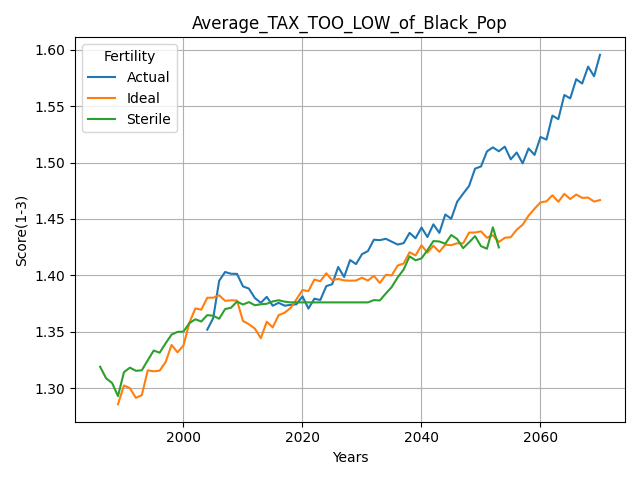 Average_TAX_TOO_LOW_of_Black_Pop
Fertility
Actual
Ideal
Sterile
1.60
1.55
1.50
1.45
1.40
1.35
1.30
Score(1-3)
2000 2020 2040 2060
Years